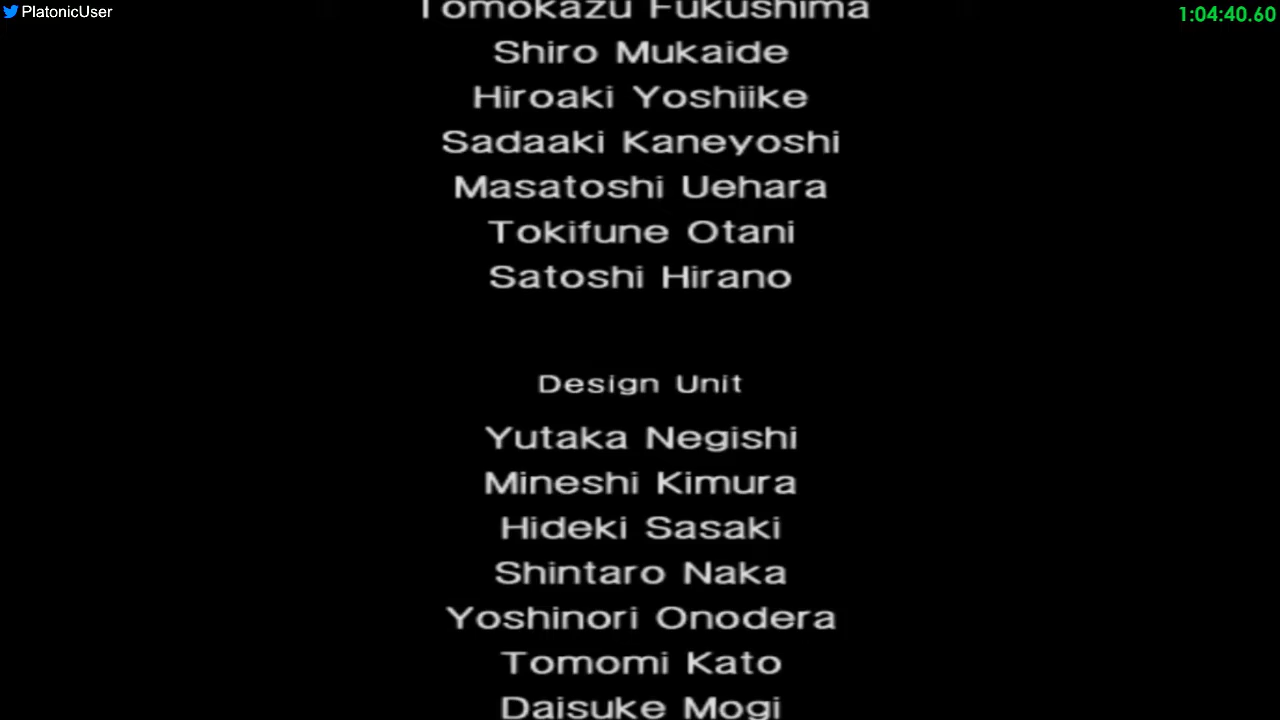 PlatonicUser
1:04:40.60
Tomokazu Fukushima
Shiro Mukaide
Hiroaki Yoshiike
Sadaaki Kaneyoshi
Masatoshi Uehara
Tokifune Otani
Satoshi Hirano
Design Unit
Yutaka Negishi
Mineshi Kimura
Hideki Sasaki
Shintaro Naka
Yoshinori Onodera
Tomomi Kato
Daisuke Mogi